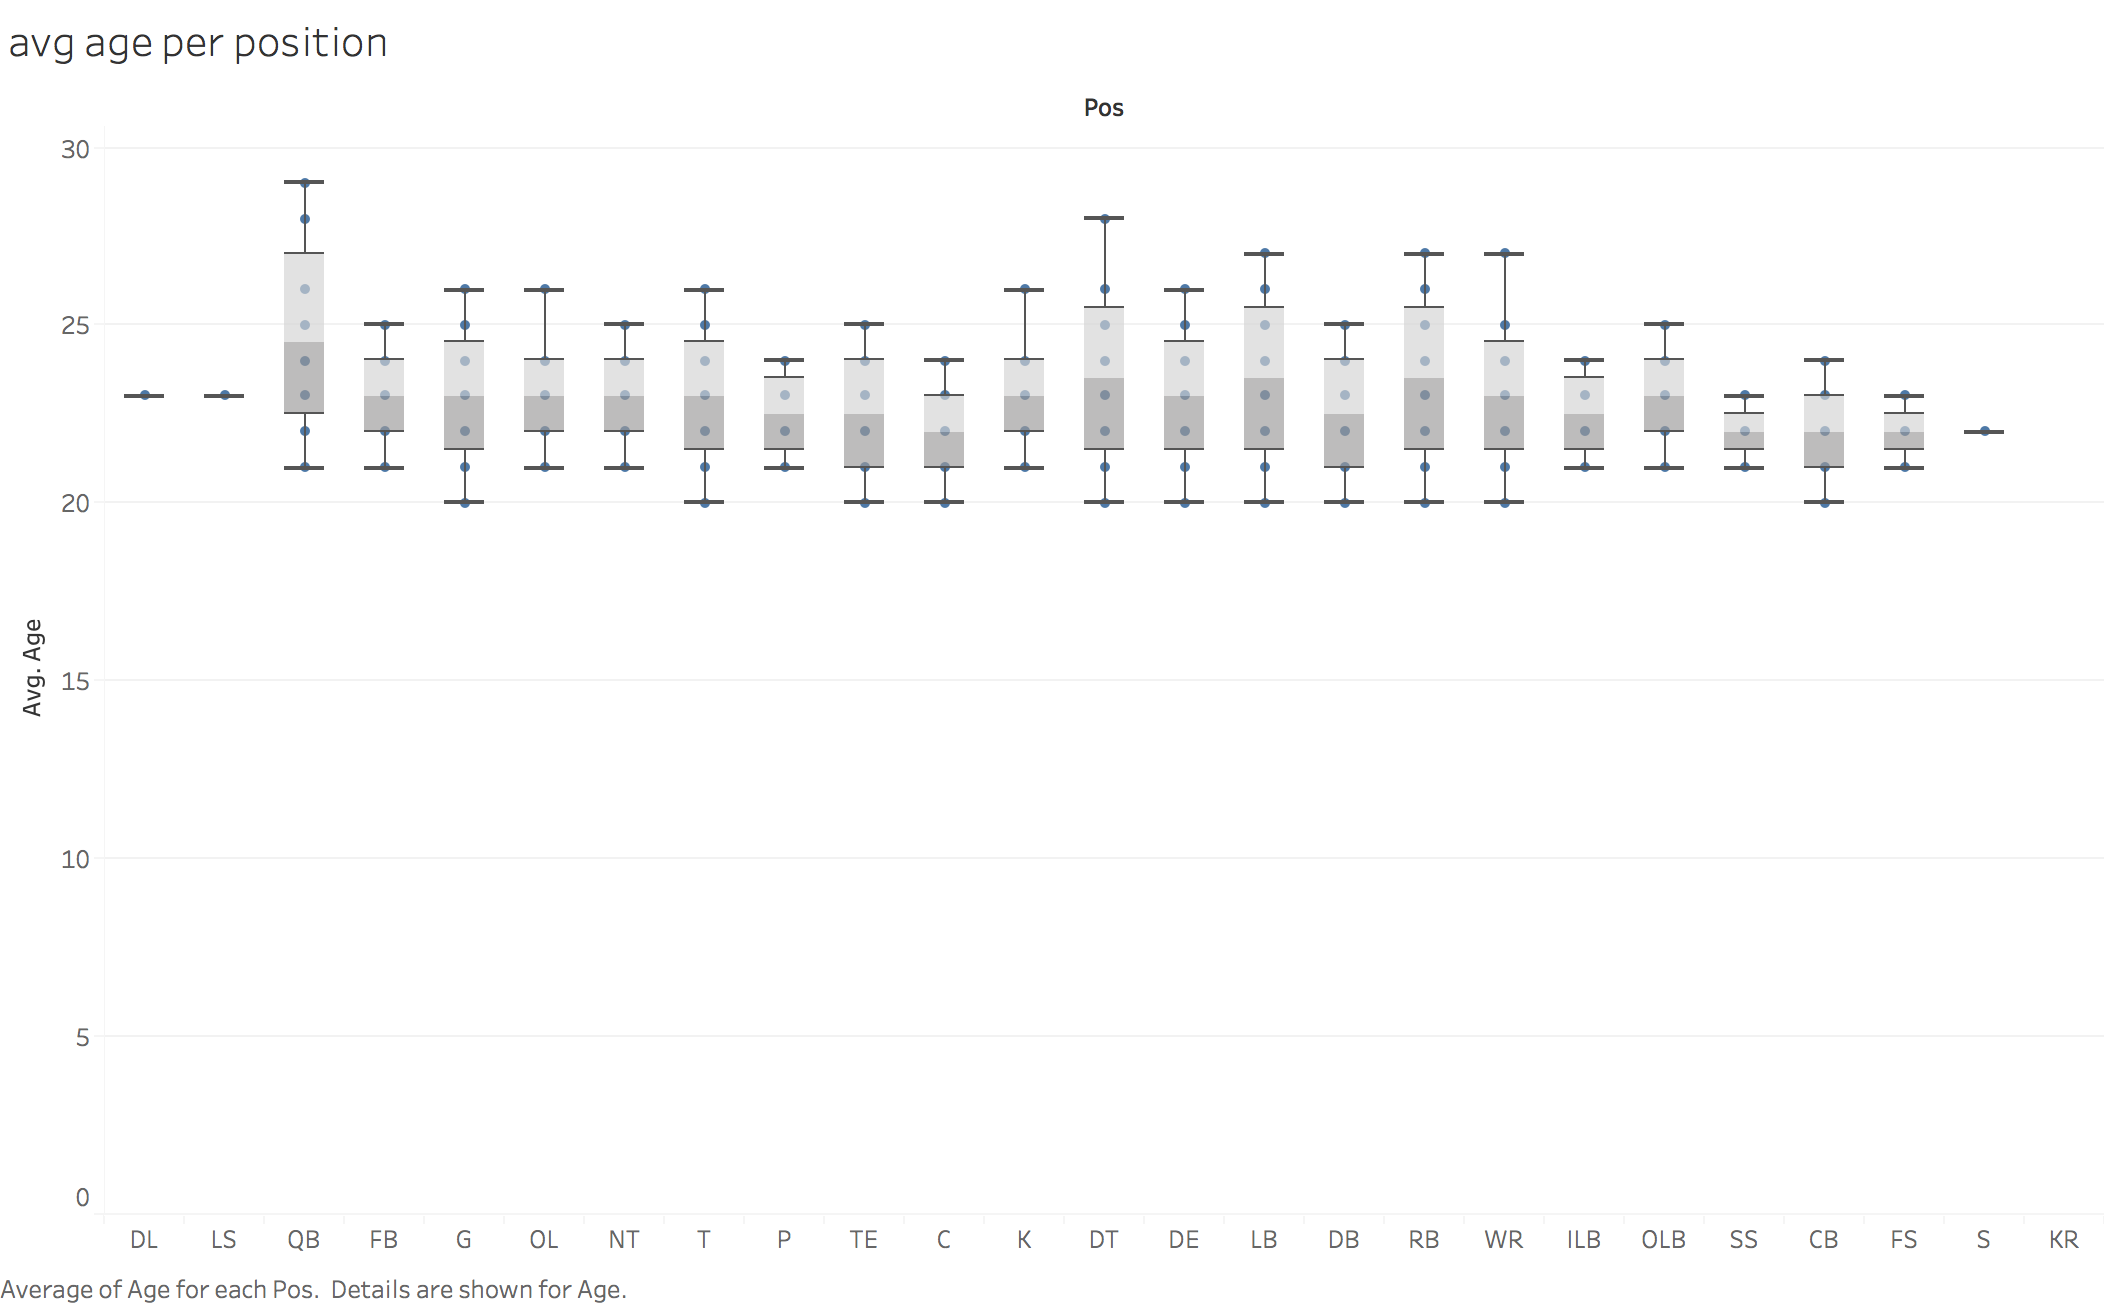 avg age per position
Pos
30
25
20
15
10
5
0
Avg. Age
DL LS QB FB G OL NT T P TE C K DT DE LB DB RB WR ILB OLB SS CB FS S KR
Average of Age for each Pos. Details are shown for Age.